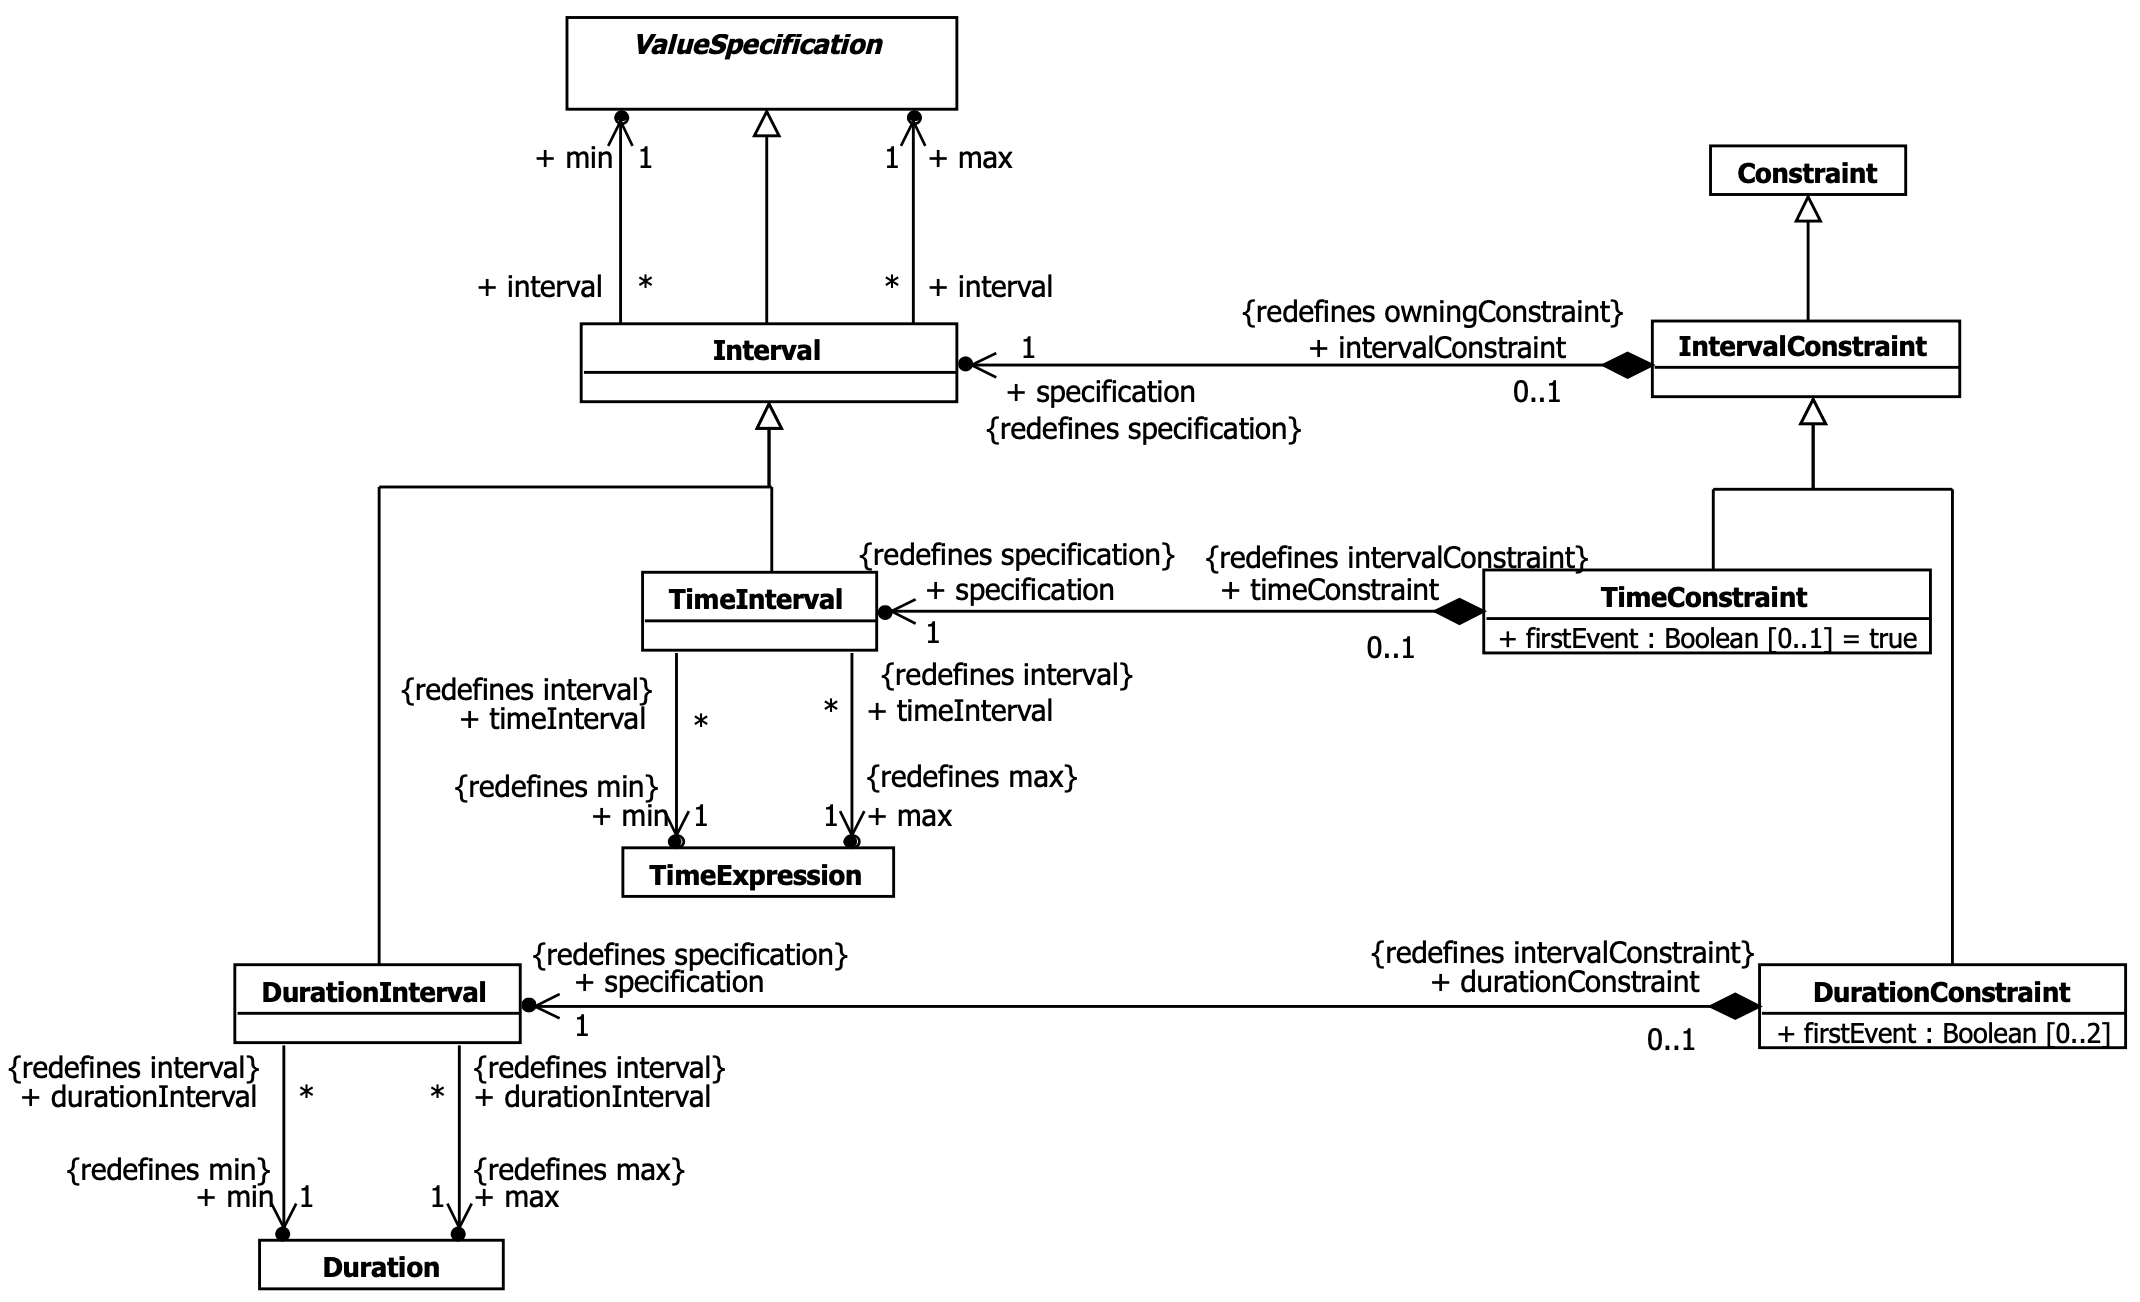 ValueSpecification
+ min 1
1 + max
Constraint
+ interval *
* + interval
{redefines owningConstraint}
+ intervalConstraint
0..1
1
+ specification
{redefines specification}
Interval
IntervalConstraint
{redefines specification}
+ specification
1
{redefines intervalConstraint}
+ timeConstraint
0..1
TimeInterval
TimeConstraint
+ firstEvent : Boolean [0..1] = true
{redefines interval}
+ timeInterval *
{redefines interval}
* + timeInterval
{redefines min}
+ min 1
{redefines max}
1 + max
TimeExpression
{redefines specification}
+ specification
1
{redefines intervalConstraint}
+ durationConstraint
0..1
DurationInterval
DurationConstraint
+ firstEvent : Boolean [0..2]
{redefines interval}
+ durationInterval *
{redefines interval}
* + durationInterval
{redefines min}
+ min 1
{redefines max}
1 + max
Duration